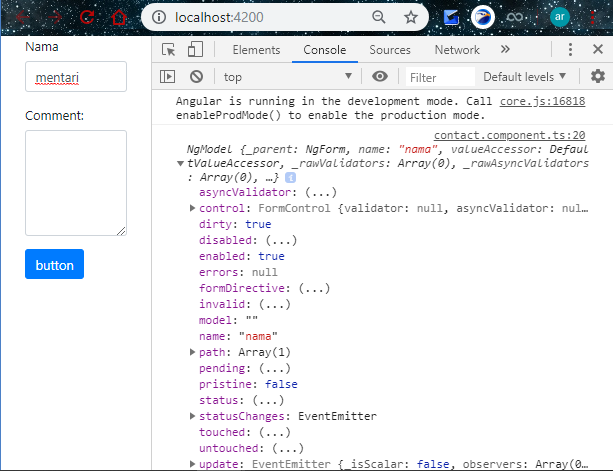 localhost:4200
ar
Nama
mentari
Comment:
button
Elements Console Sources Network »
top Filter Default levels
Angular is running in the development mode. Call core.js:16818
enableProdMode() to enable the production mode.
contact.component.ts:20
NgModel {_parent: NgForm, name: "nama", valueAccessor: Defaul
tValueAccessor, _rawValidators: Array(0), _rawAsyncValidators
: Array(0), …}
asyncValidator: (...)
control: FormControl {validator: null, asyncValidator: nul…
dirty: true
disabled: (...)
enabled: true
errors: null
formDirective: (...)
invalid: (...)
model: ""
name: "nama"
path: Array(1)
pending: (...)
pristine: false
status: (...)
statusChanges: EventEmitter
touched: (...)
untouched: (...)
update: EventEmitter {_isScalar: false, observers: Array(0…